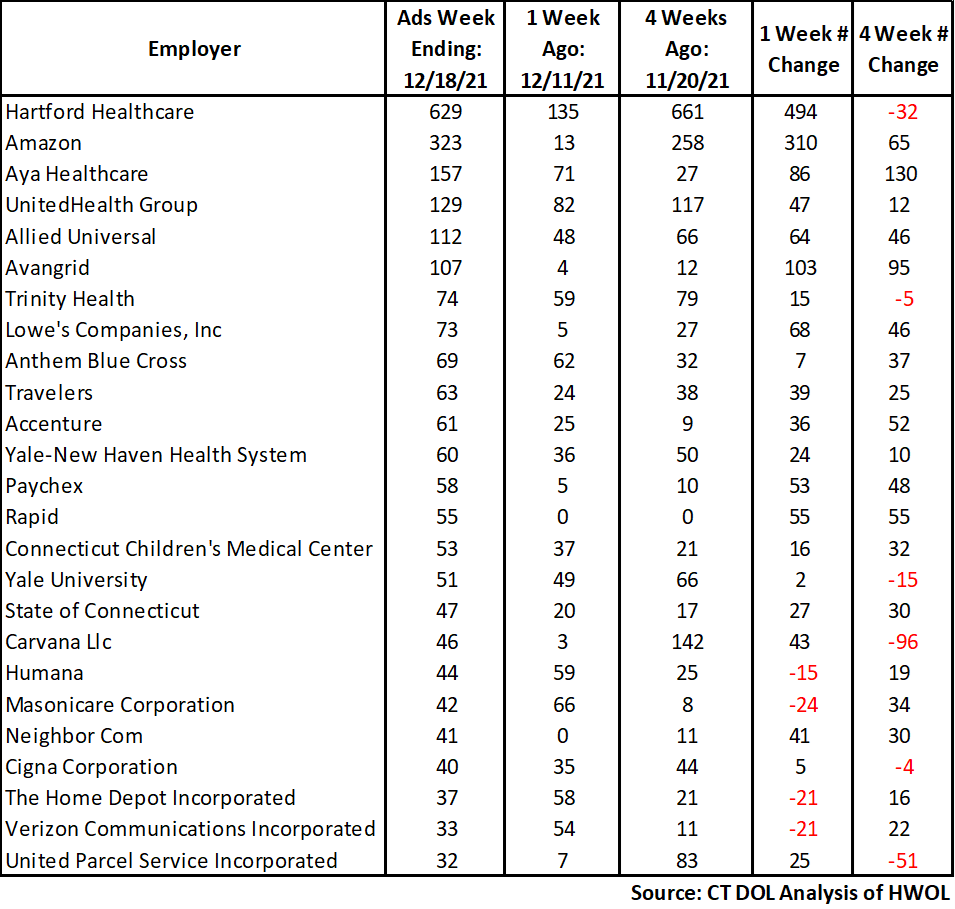 Employer Ads Week Ending: 12/18/21 1 Week Ago: 12/11/21 4 Weeks Ago: 11/20/21 1 Week # Change 4 Week # Change
Hartford Healthcare 629 135 661 494 -32
Amazon 323 13 258 310 65
Aya Healthcare 157 71 27 86 130
UnitedHealth Group 129 82 117 47 12
Allied Universal 112 48 66 64 46
Avangrid 107 4 12 103 95
Trinity Health 74 59 79 15 -5
Lowe's Companies, Inc 73 5 27 68 46
Anthem Blue Cross 69 62 32 7 37
Travelers 63 24 38 39 25
Accenture 61 25 9 36 52
Yale-New Haven Health System 60 36 50 24 10
Paychex 58 5 10 53 48
Rapid 55 0 0 55 55
Connecticut Children's Medical Center 53 37 21 16 32
Yale University 51 49 66 2 -15
State of Connecticut 47 20 17 27 30
Carvana Llc 46 3 142 43 -96
Humana 44 59 25 -15 19
Masonicare Corporation 42 66 8 -24 34
Neighbor Com 41 0 11 41 30
Cigna Corporation 40 35 44 5 -4
The Home Depot Incorporated 37 58 21 -21 16
Verizon Communications Incorporated 33 54 11 -21 22
United Parcel Service Incorporated 32 7 83 25 -51
Source: CT DOL Analysis of HWOL